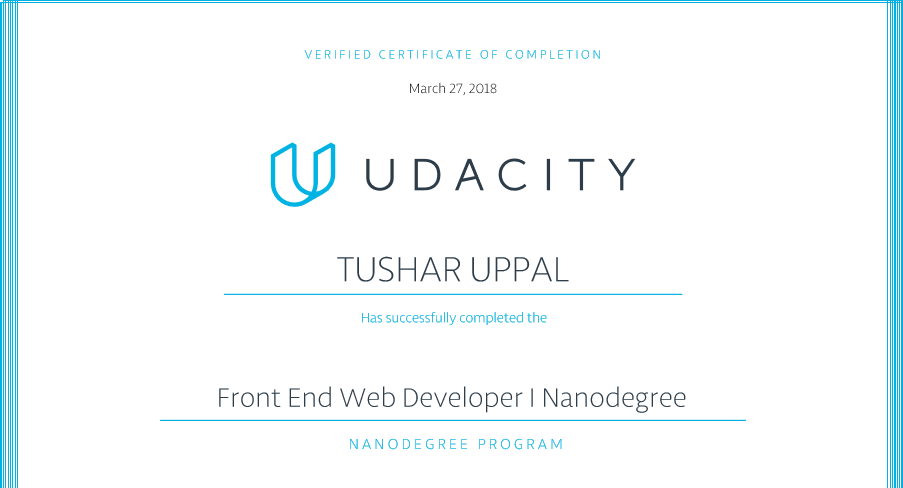 VERIFIED CERTIFICATE OF COMPLETION
March 27, 2018
UDACITY
TUSHAR UPPAL
Has successfully completed the
Front End Web Developer I Nanodegree
NANODEGREE PROGRAM